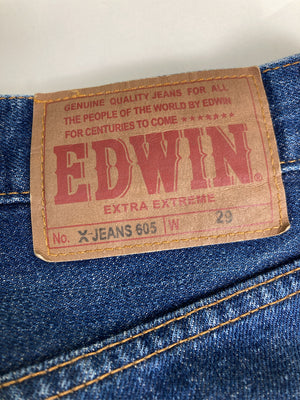 GENUINE QUALITY JEANS FOR ALL
THE PEOPLE OF THE WORLD BY EDWIN
FOR CENTURIES TO COME ★★★★★★★
EDWIN®
EXTRA EXTREME
No. X JEANS 605 W 29